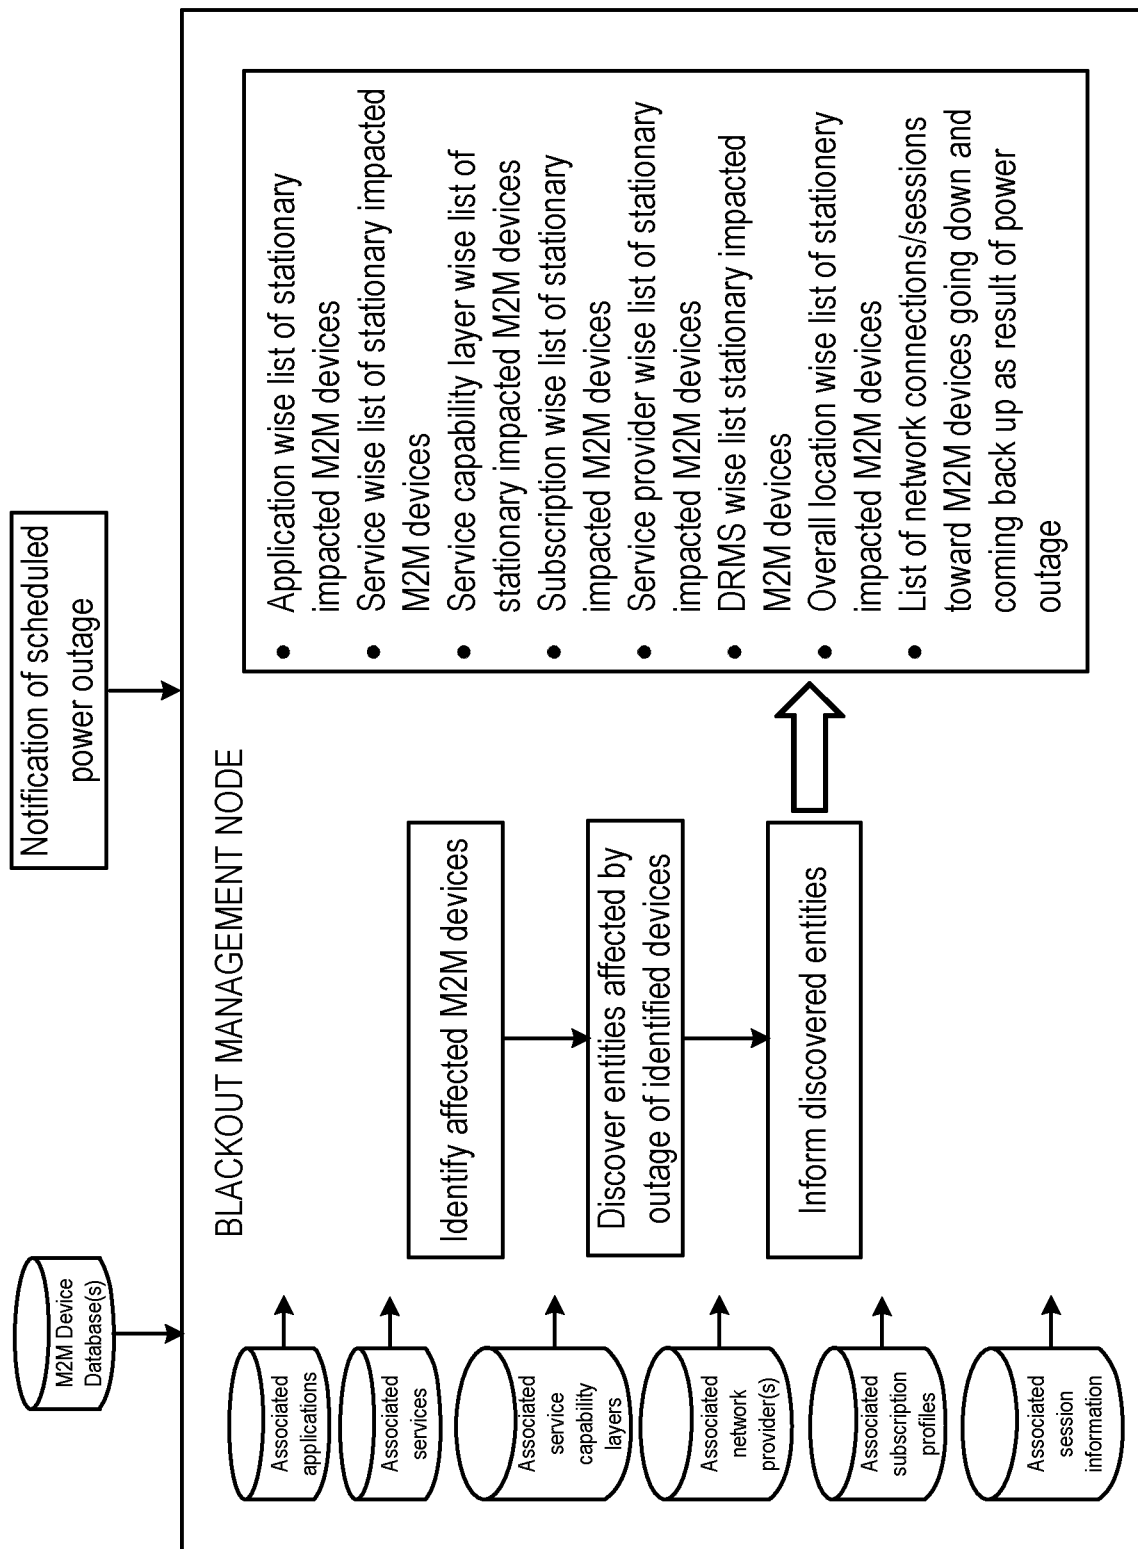 M2M Device
Database(s)
Notification of scheduled
power outage
BLACKOUT MANAGEMENT NODE
Associated
applications
Associated
services
Associated
service
capability
layers
Associated
network
provider(s)
Associated
subscription
profiles
Associated
session
information
Identify affected M2M devices
Discover entities affected by
outage of identified devices
Inform discovered entities
• Application wise list of stationary
impacted M2M devices
• Service wise list of stationary impacted
M2M devices
• Service capability layer wise list of
stationary impacted M2M devices
• Subscription wise list of stationary
impacted M2M devices
• Service provider wise list of stationary
impacted M2M devices
• DRMS wise list stationary impacted
M2M devices
• Overall location wise list of stationery
impacted M2M devices
• List of network connections/sessions
toward M2M devices going down and
coming back up as result of power
outage